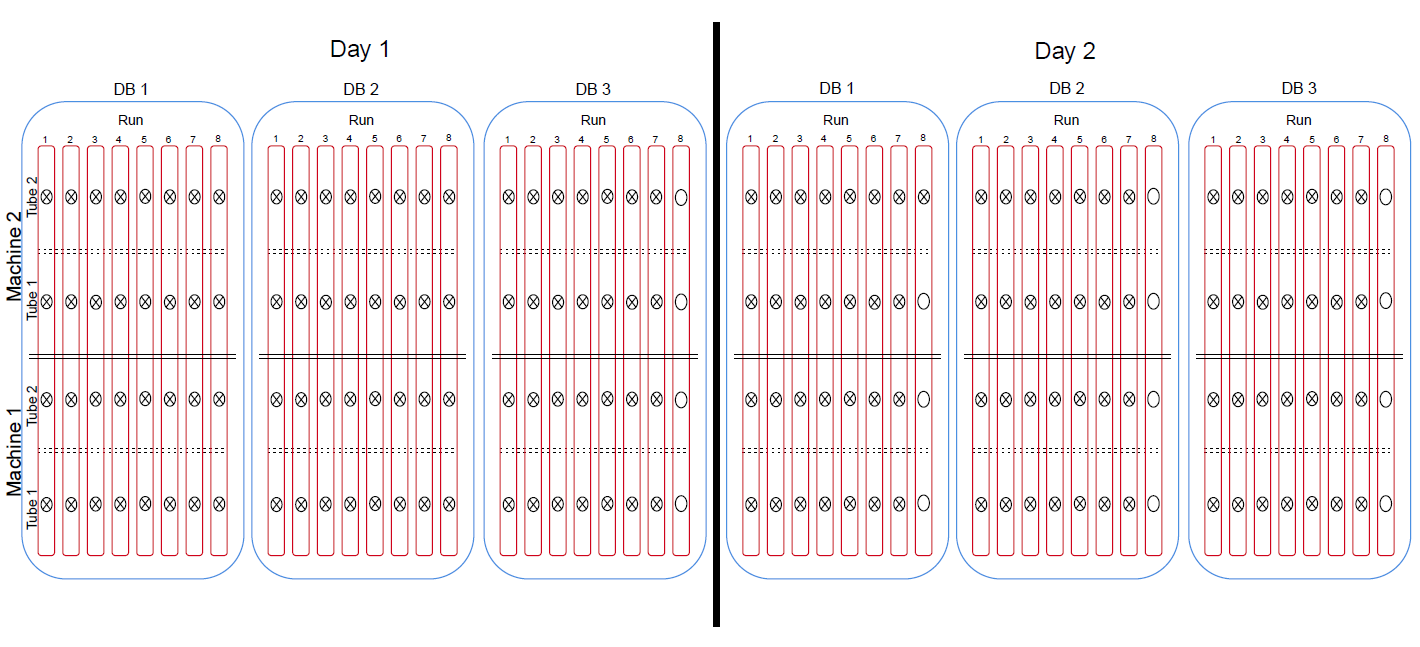 Day 1
Day 2
DB 1
DB 2
DB 3
DB 1
DB 2
DB 3
Run
Run
Run
Run
Run
Run
1 2 3 4 5 6 7 8
1 2 3 4 5 6 7 8
1 2 3 4 5 6 7 8
1 2 3 4 5 6 7 8
1 2 3 4 5 6 7 8
1 2 3 4 5 6 7 8
Machine 2
Tube 2
Tube 1
Machine 1
Tube 2
Tube 1